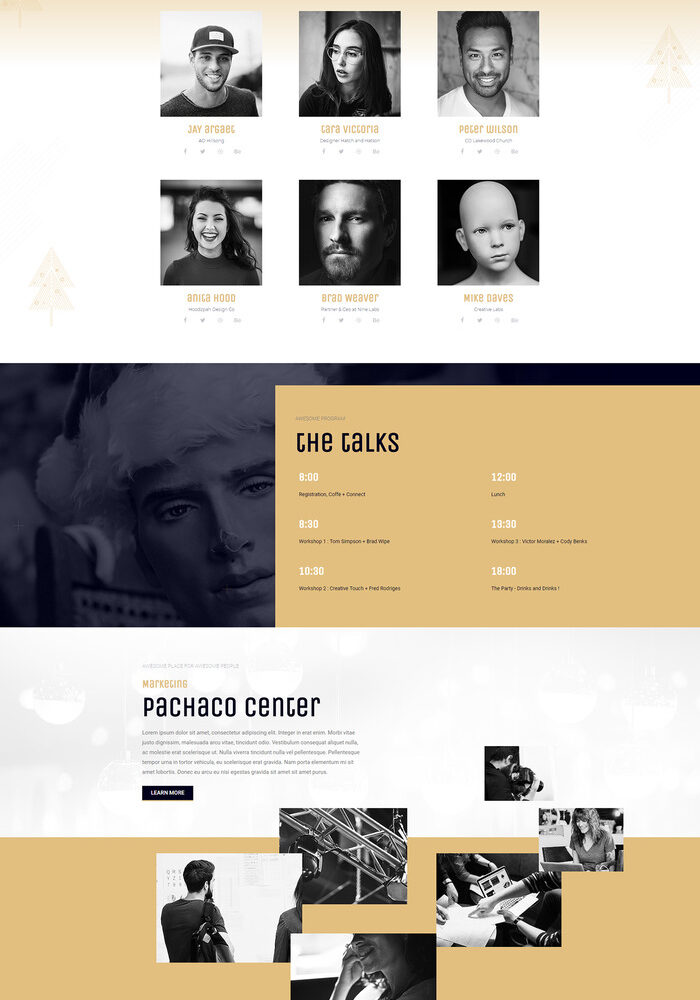 Jay Argaet
AD Hillsong
Tara Victoria
Designer Hatch and Hatson
Peter Wilson
CD Lakewood Church
Anita Hood
Hoodzpah Design Co
Brad Weaver
Partner & Ceo at Nine Labs
Mike Daves
Creative Labs
AWESOME PROGRAM
The Talks
8:00
Registration, Coffe + Connect
12:00
Lunch
8:30
Workshop 1 : Tom Simpson + Brad Wipe
13:30
Workshop 3 : Victor Moralez + Cody Benks
10:30
Workshop 2 : Creative Touch + Fred Rodriges
18:00
The Party - Drinks and Drinks !
AWESOME PLACE FOR AWESOME PEOPLE
Marketing
Pachaco Center
Lorem ipsum dolor sit amet, consectetur adipiscing elit. Integer in erat enim. Morbi vitae
justo dignissim, malesuada arcu vitae, tincidunt odio. Vestibulum consequat aliquet nulla,
ac molestie erat scelerisque ut. Nulla viverra tincidunt vel pellentesque. Pellentesque
tempor urna in tortor vehicula, eu scelerisque erat gravida. Nam porta elementum mi sit
amet lobortis. Donec eu arcu eu nisi egestas gravida sit amet sit amet purus.
LEARN MORE